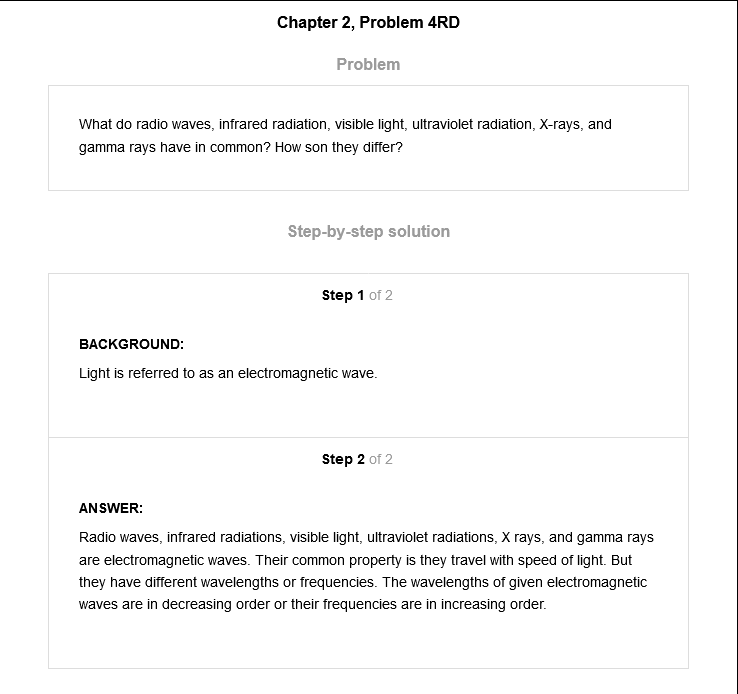 Chapter 2, Problem 4RD
Problem
What do radio waves, infrared radiation, visible light, ultraviolet radiation, X-rays, and
gamma rays have in common? How son they differ?
Step-by-step solution
Step 1 of 2
BACKGROUND:
Light is referred to as an electromagnetic wave.
Step 2 of 2
ANSWER:
Radio waves, infrared radiations, visible light, ultraviolet radiations, X rays, and gamma rays
are electromagnetic waves. Their common property is they travel with speed of light. But
they have different wavelengths or frequencies. The wavelengths of given electromagnetic
waves are in decreasing order or their frequencies are in increasing order.